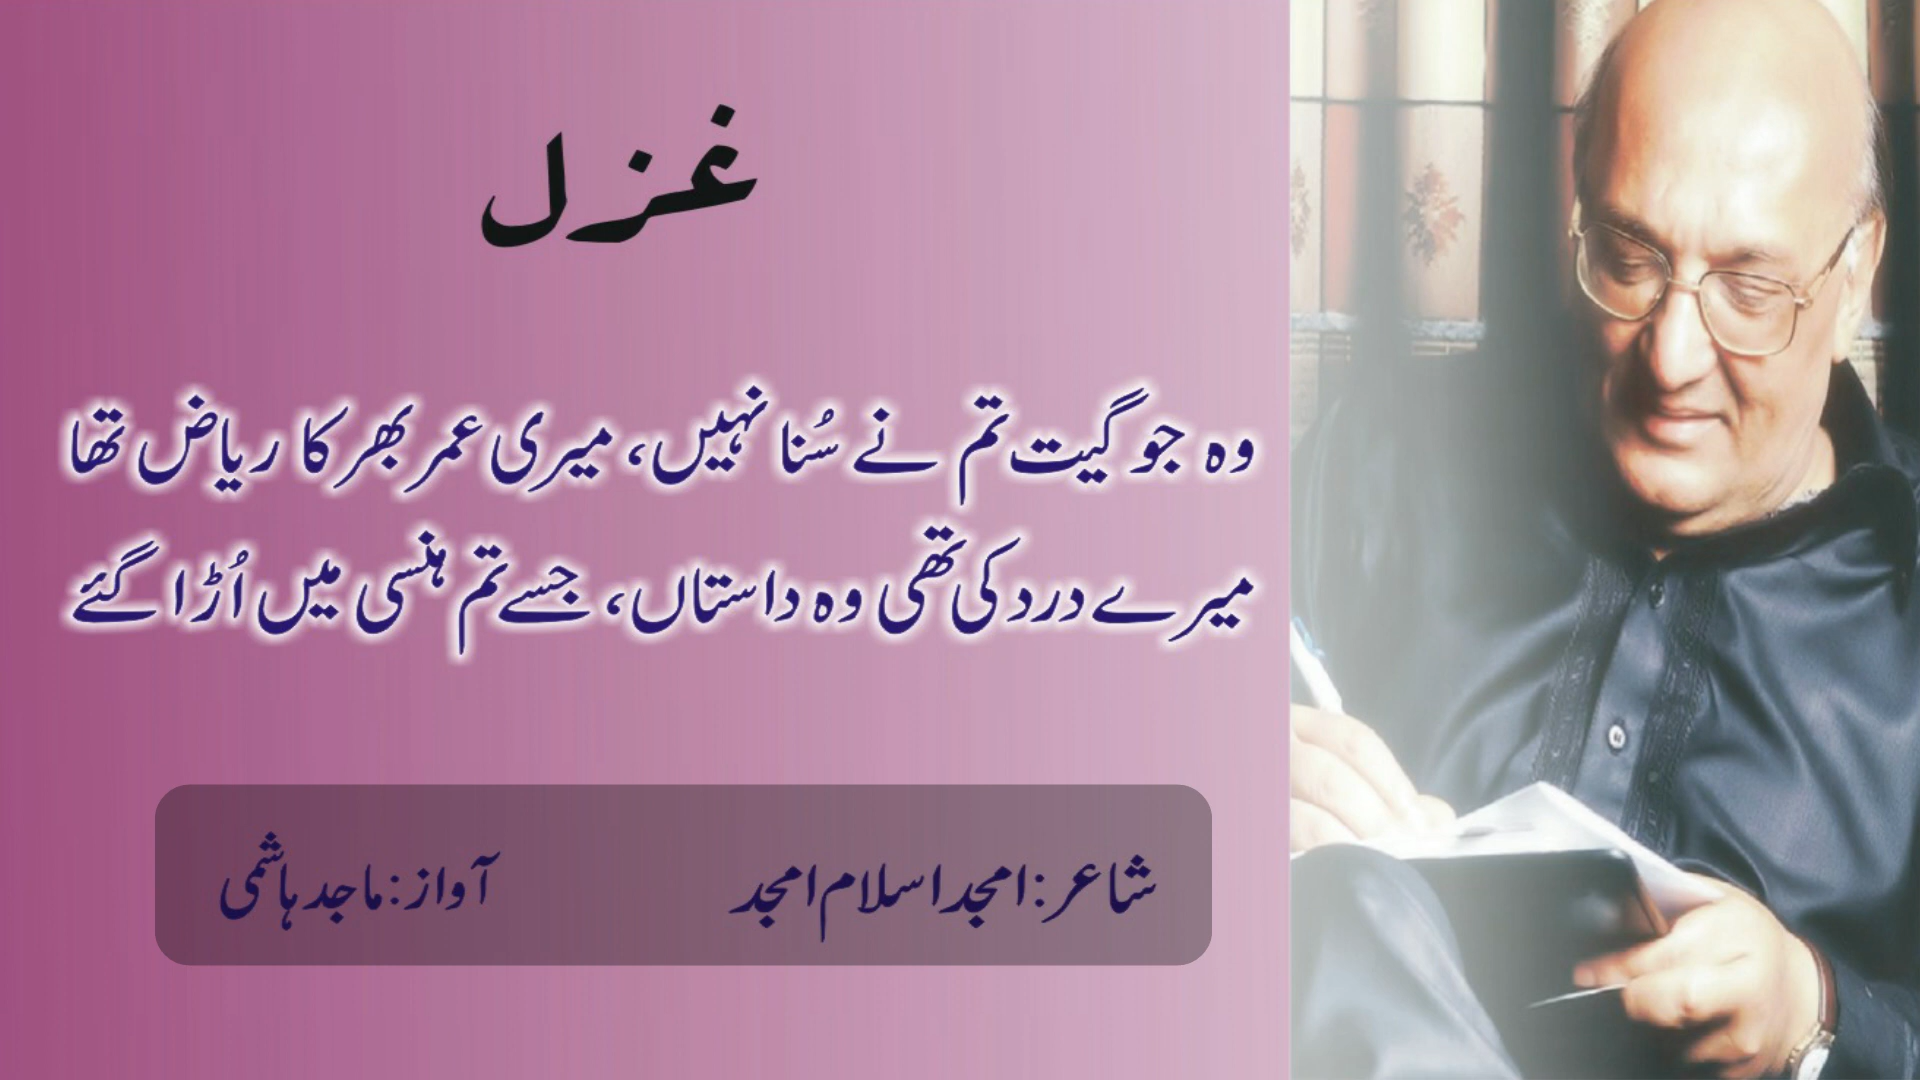 غزل
وہ جو گیت تم نے سُنا نہیں، میری عمر بھر کا ریاض تھا
میرے درد کی تھی وہ داستاں، جسے تم ہنسی میں اُڑا گئے
شاعر: امجد اسلام امجد آواز: ماجد ہاشمی